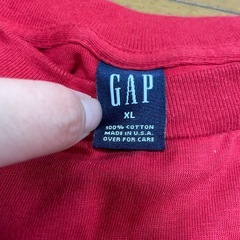 GAP
XL
100% COTTON
MADE IN U.S.A.
OVER FOR CARE